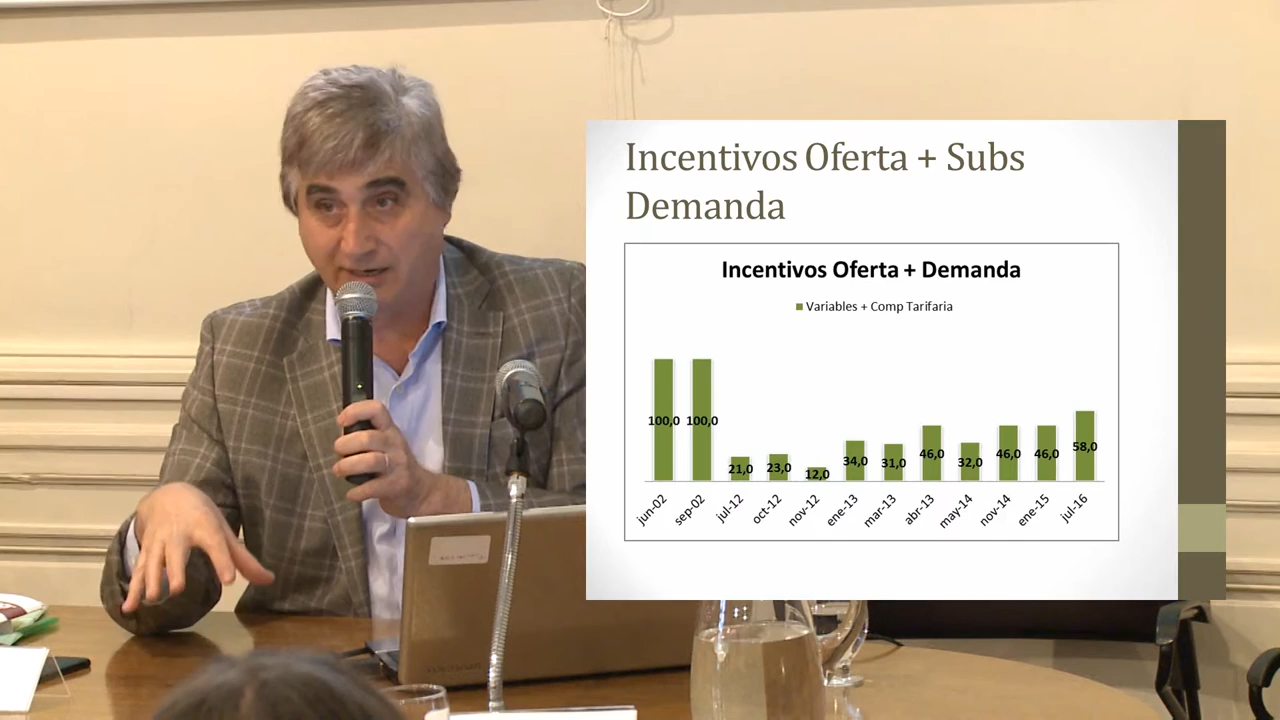 Incentivos Oferta + Subs
Demanda
Incentivos Oferta + Demanda
Variables + Comp Tarifaria
100,0 100,0 21,0 23,0 12,0 34,0 31,0 46,0 32,0 46,0 46,0 58,0
jun-02 sep-02 jul-12 oct-12 nov-12 ene-13 mar-13 abr-13 may-14 nov-14 ene-15 jul-16